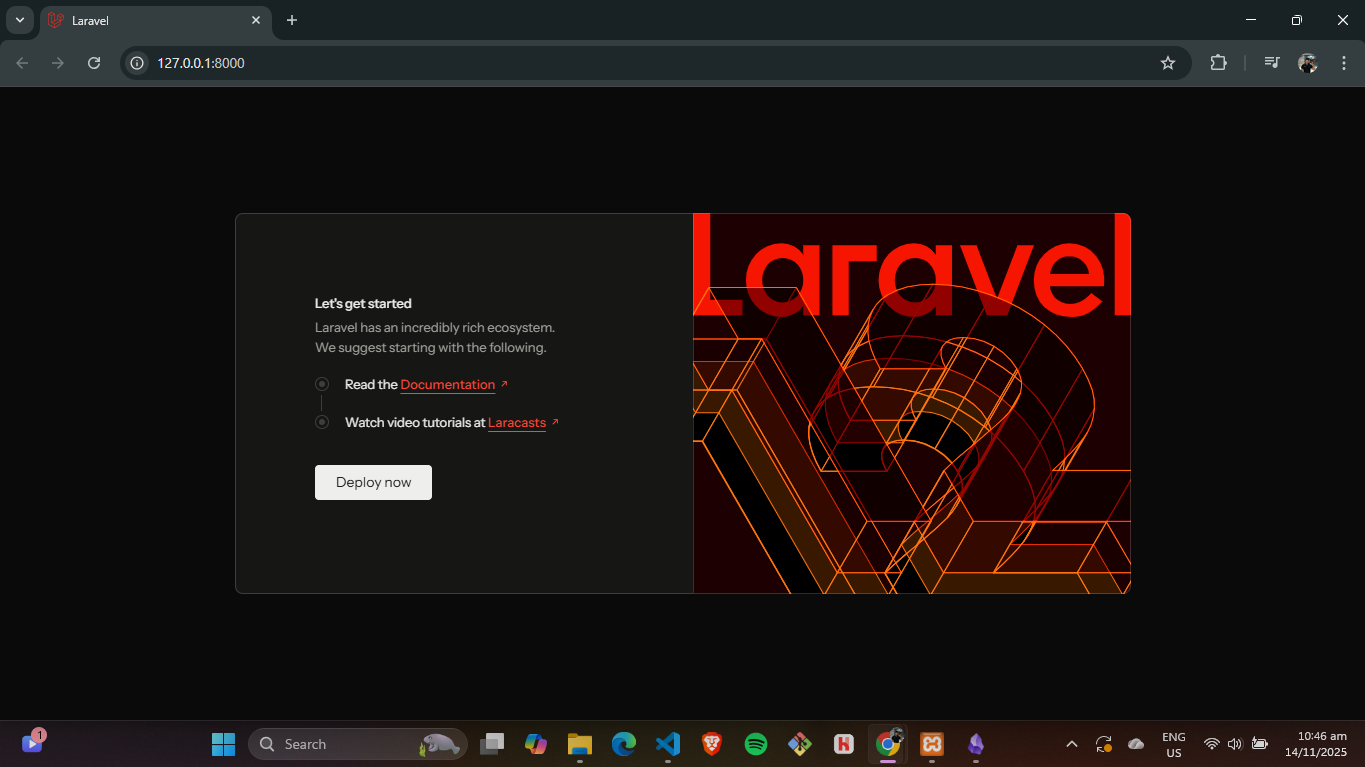 Laravel
127.0.0.1:8000
Let's get started
Laravel has an incredibly rich ecosystem.
We suggest starting with the following.
Read the Documentation
Watch video tutorials at Laracasts
Deploy now
Laravel
1
Search
ENG
US
10:46 am
14/11/2025